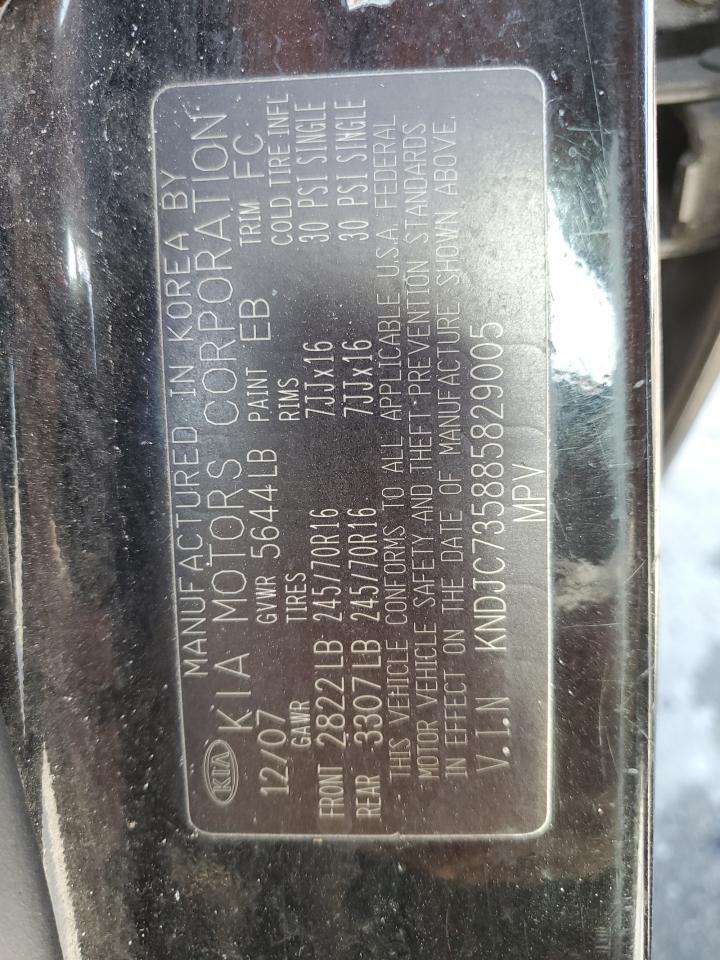 MANUFACTURED IN KOREA BY
KIA KIA MOTORS CORPORATION
12/07 GVWR 5644LB PAINT EB TRIM FC
GAWR TIRES RIMS COLD TIRE INFL
FRONT 2822LB 245/70R16 7JJx16 30 PSI SINGLE
REAR 3307LB 245/70R16 7JJx16 30 PSI SINGLE
THIS VEHICLE CONFORMS TO ALL APPLICABLE U.S.A FEDERAL
MOTOR VEHICLE SAFETY AND THEFT PREVENTION STANDARDS
IN EFFECT ON THE DATE OF MANUFACTURE SHOWN ABOVE.
V.I.N KNDJC735885829005
MPV